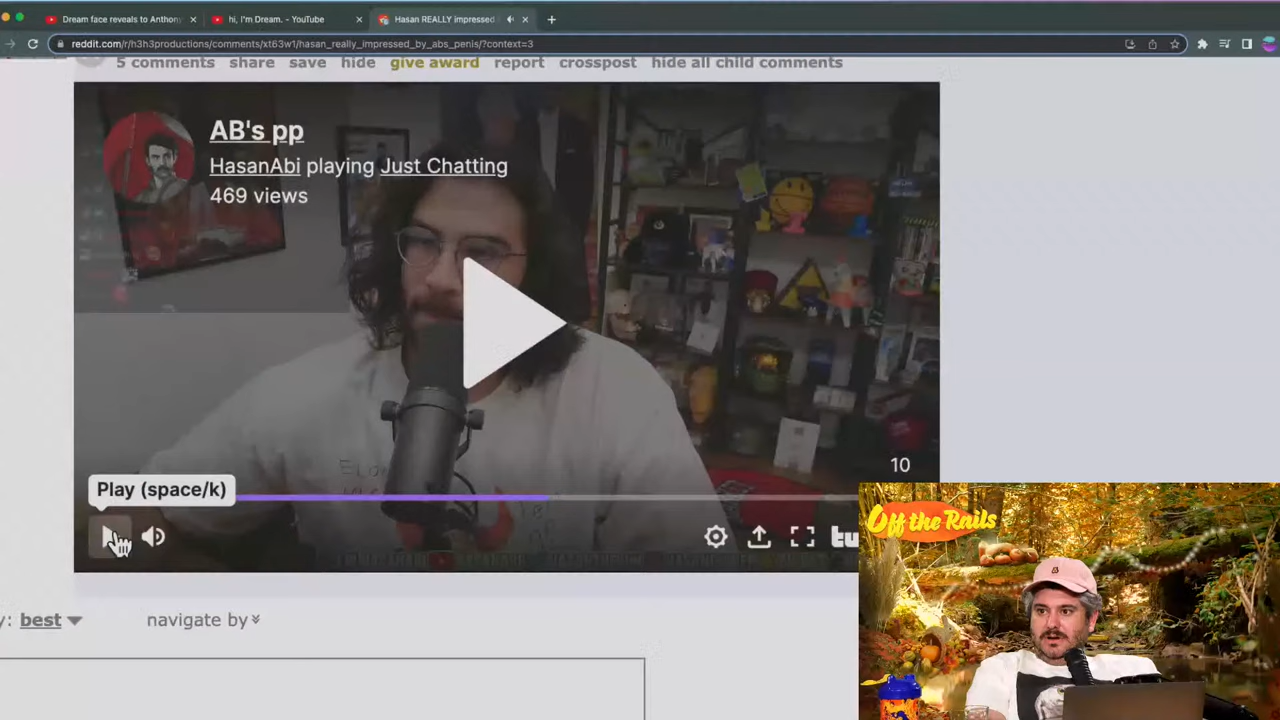 Dream face reveals to Anthony
hi, I'm Dream. - YouTube
Hasan REALLY impressed
reddit.com/r/h3h3productions/comments/xt63w1/hasan_really_impressed_by_abs_penis/?context=3
5 comments share save hide give award report crosspost hide all child comments
AB's pp
HasanAbi playing Just Chatting
469 views
10
Play (space/k)
tw
Off the Rails
y: best
navigate by